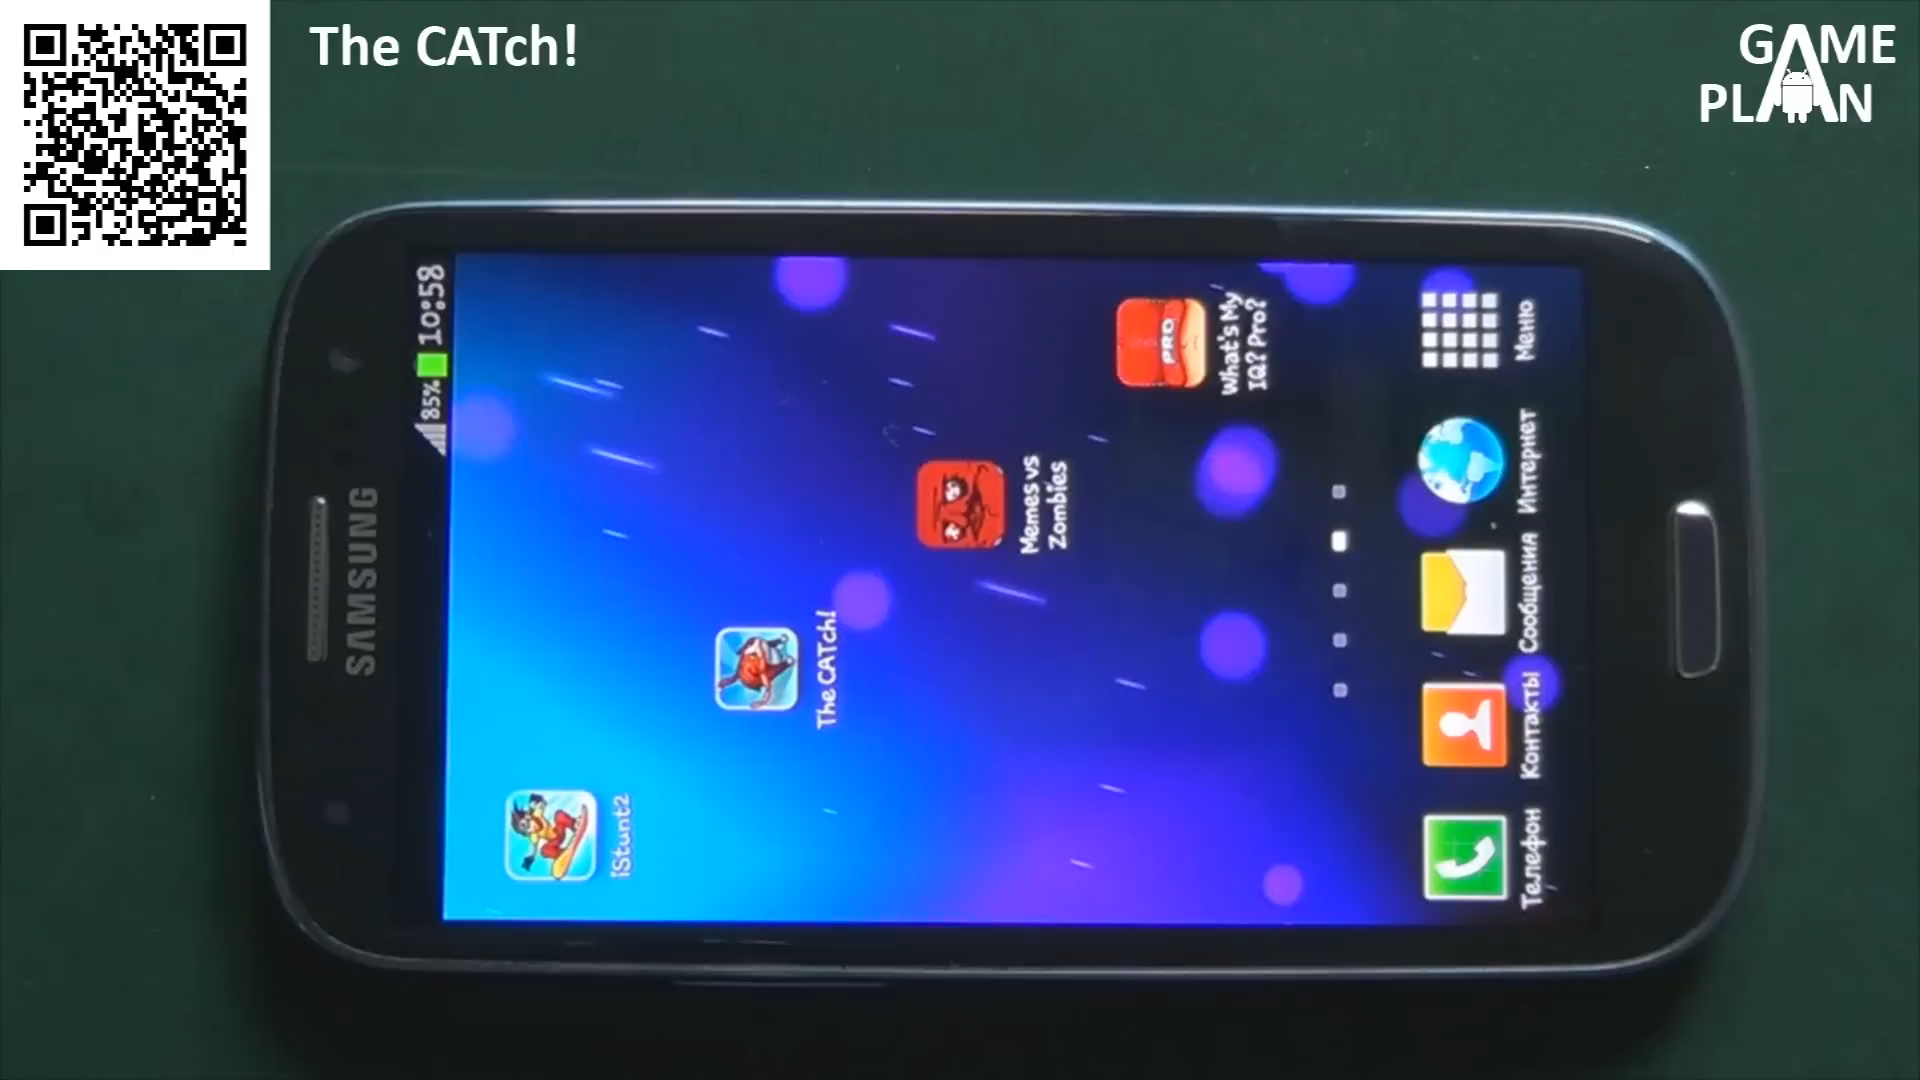 The CATch!
GAME
PLAN
SAMSUNG
85% 10:58
iStunt2
The CATch!
Memes vs
Zombies
What's My
IQ? Pro?
PRO
Телефон
Контакты
Сообщения
Интернет
Меню